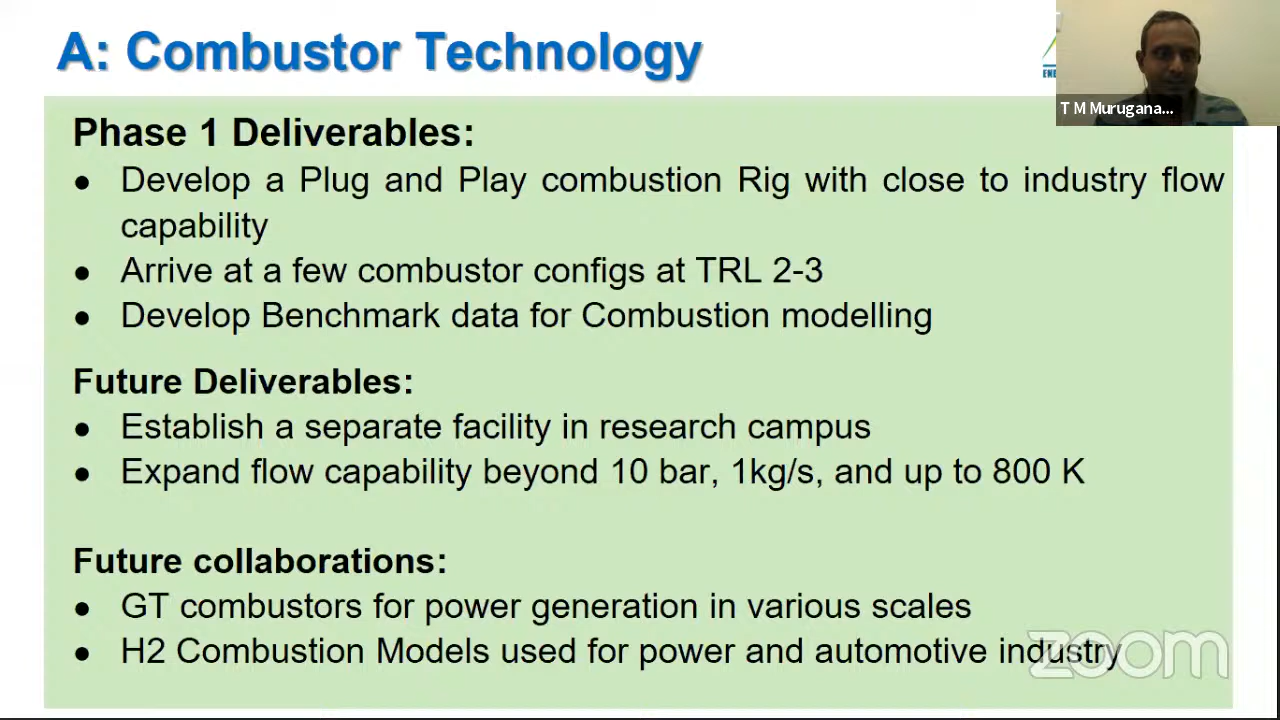 A: Combustor Technology
T M Murugana...
Phase 1 Deliverables:
● Develop a Plug and Play combustion Rig with close to industry flow
capability
● Arrive at a few combustor configs at TRL 2-3
● Develop Benchmark data for Combustion modelling
Future Deliverables:
● Establish a separate facility in research campus
● Expand flow capability beyond 10 bar, 1kg/s, and up to 800 K
Future collaborations:
● GT combustors for power generation in various scales
● H2 Combustion Models used for power and automotive industry
zoom